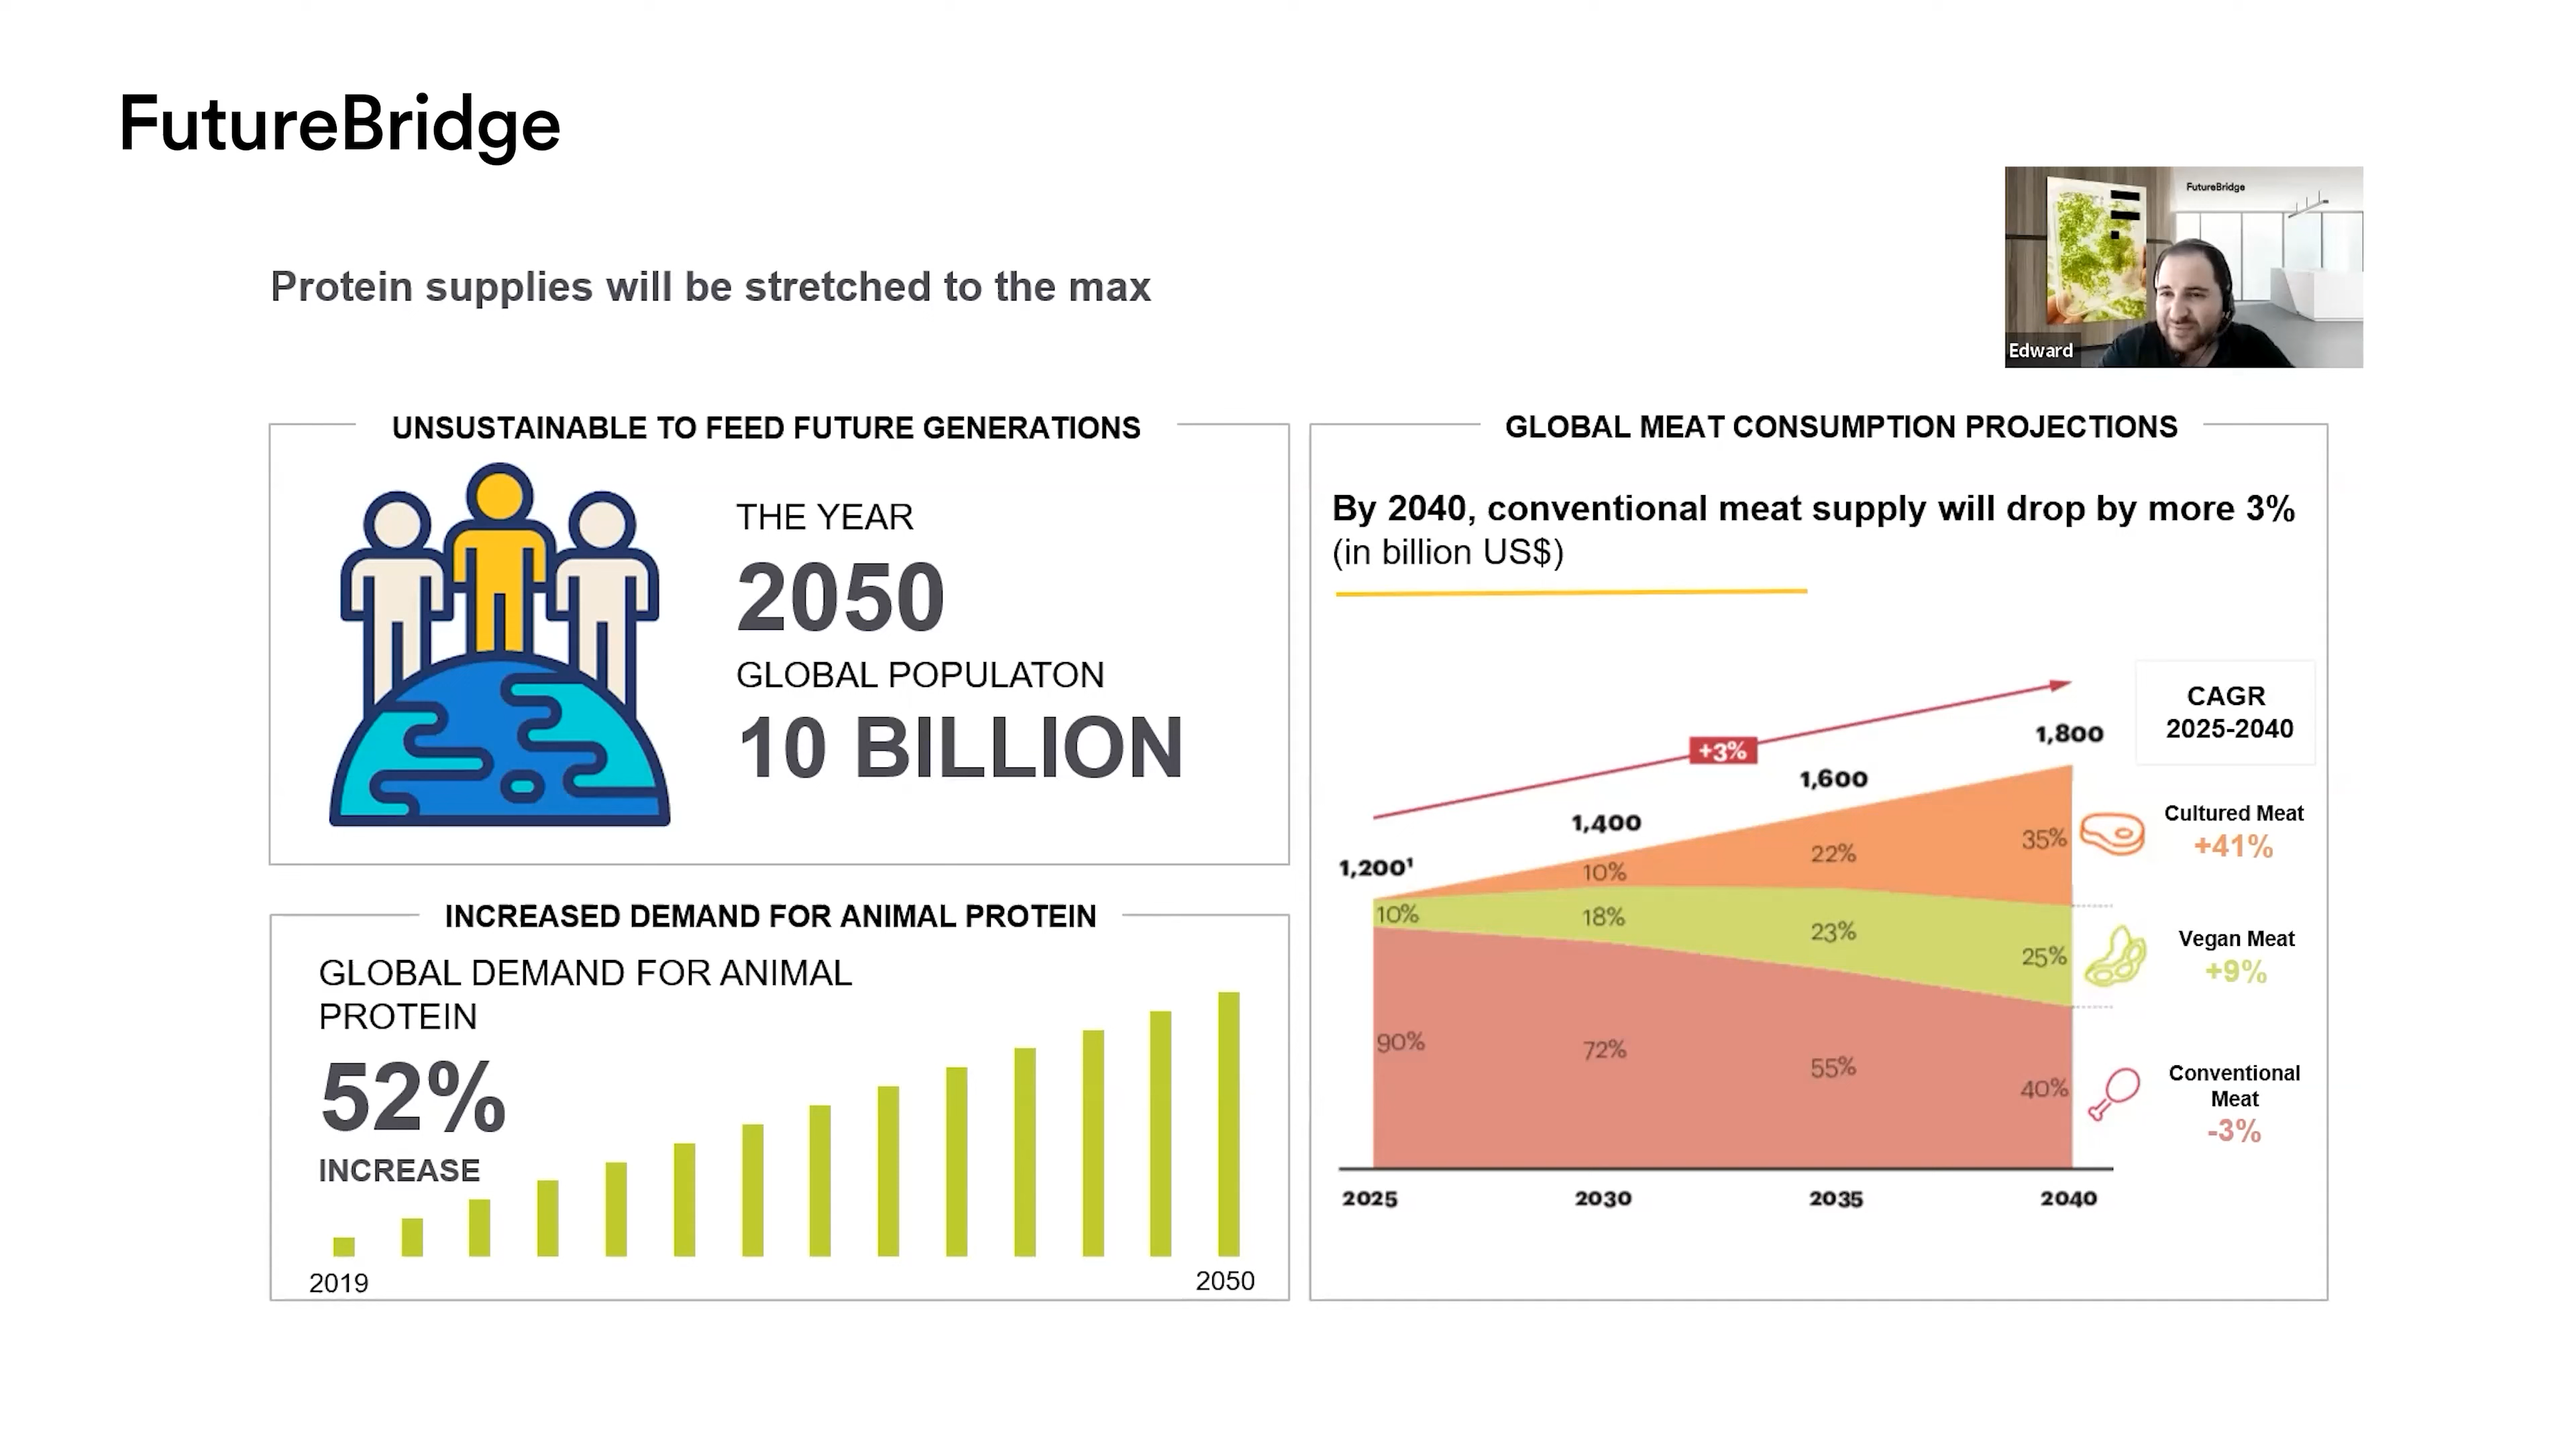 FutureBridge
FutureBridge
Edward
Protein supplies will be stretched to the max
UNSUSTAINABLE TO FEED FUTURE GENERATIONS
THE YEAR
2050
GLOBAL POPULATON
10 BILLION
INCREASED DEMAND FOR ANIMAL PROTEIN
GLOBAL DEMAND FOR ANIMAL
PROTEIN
52%
INCREASE
2019
2050
GLOBAL MEAT CONSUMPTION PROJECTIONS
By 2040, conventional meat supply will drop by more 3%
(in billion US$)
CAGR
2025-2040
+3%
1,200¹
1,400
1,600
1,800
10%
22%
35%
10%
18%
23%
25%
90%
72%
55%
40%
Cultured Meat
+41%
Vegan Meat
+9%
Conventional
Meat
-3%
2025
2030
2035
2040